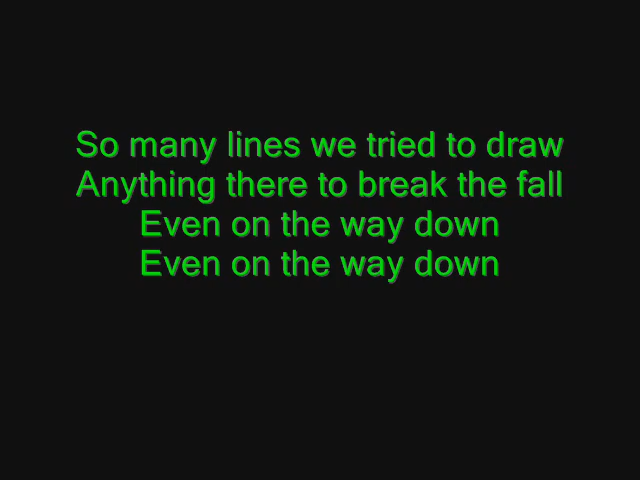 So many lines we tried to draw
Anything there to break the fall
Even on the way down
Even on the way down